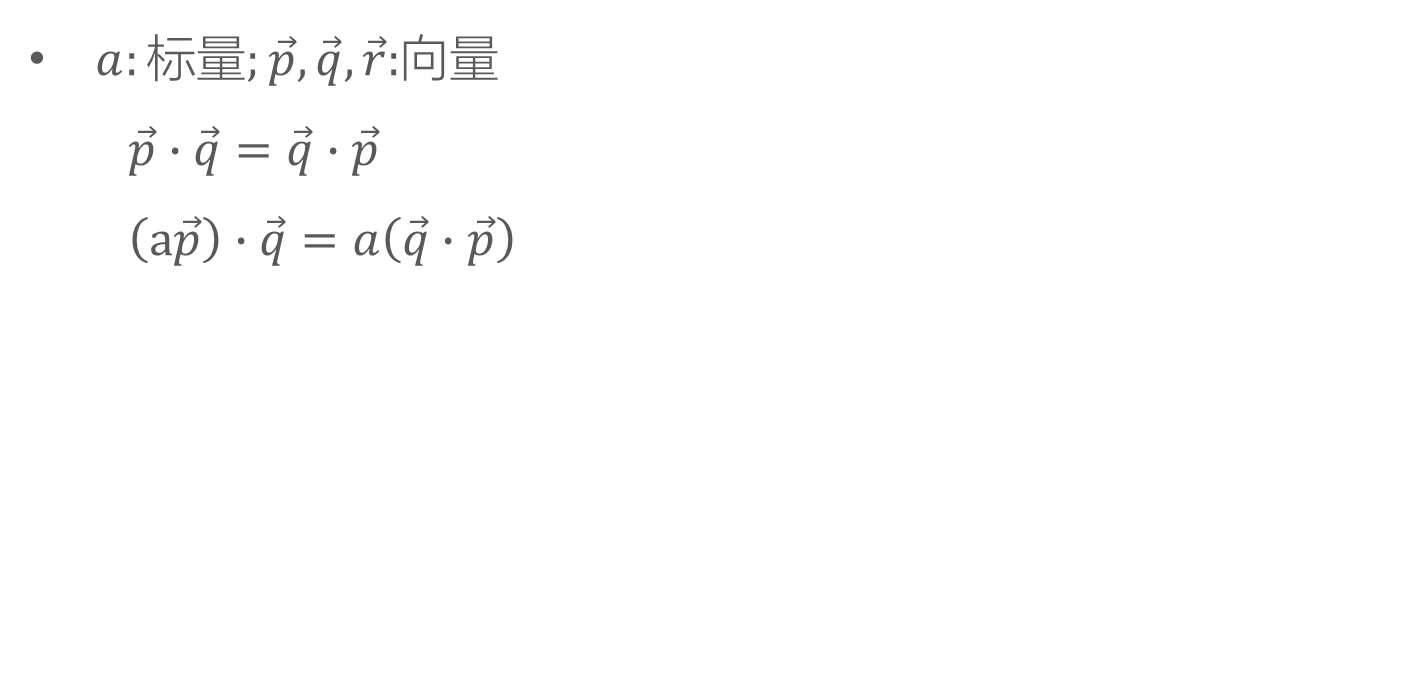 • a: 标量; p⃗, q⃗, r⃗:向量
p⃗ · q⃗ = q⃗ · p⃗
(ap⃗) · q⃗ = a(q⃗ · p⃗)